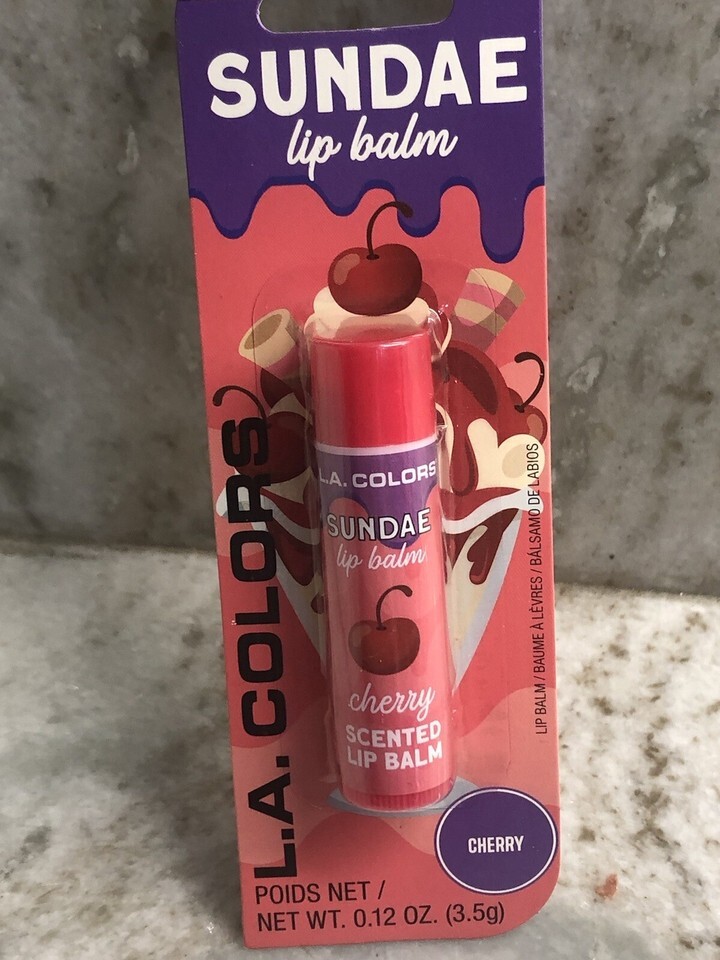 SUNDAE
lip balm
L.A. COLORS
L.A. COLORS
SUNDAE
lip balm
cherry
SCENTED
LIP BALM
LIP BALM / BAUME À LÈVRES / BÁLSAMO DE LABIOS
CHERRY
POIDS NET /
NET WT. 0.12 OZ. (3.5g)